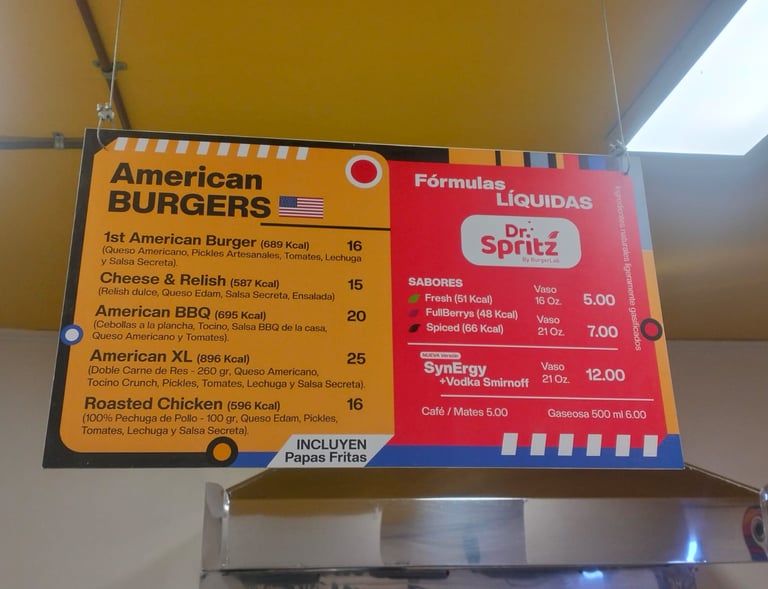 American
BURGERS
1st American Burger (689 Kcal) 16
(Queso Americano, Pickles Artesanales, Tomates, Lechuga
y Salsa Secreta).
Cheese & Relish (587 Kcal) 15
(Relish dulce, Queso Edam, Salsa Secreta, Ensalada)
American BBQ (695 Kcal) 20
(Cebollas a la plancha, Tocino, Salsa BBQ de la casa,
Queso Americano y Tomates).
American XL (896 Kcal) 25
(Doble Carne de Res - 260 gr, Queso Americano,
Tocino Crunch, Pickles, Tomates, Lechuga y Salsa Secreta).
Roasted Chicken (596 Kcal) 16
(100% Pechuga de Pollo - 100 gr, Queso Edam, Pickles,
Tomates, Lechuga y Salsa Secreta).
INCLUYEN
Papas Fritas
Fórmulas
LÍQUIDAS
Dr.
Spritz
By BurgerLab
SABORES
Fresh (51 Kcal)
FullBerrys (48 Kcal)
Spiced (66 Kcal)
Vaso
16 Oz. 5.00
Vaso
21 Oz. 7.00
NUEVA Versión
SynErgy
+Vodka Smirnoff
Vaso
21 Oz. 12.00
Café / Mates 5.00 Gaseosa 500 ml 6.00
Ingredientes naturales ligeramente gasificados